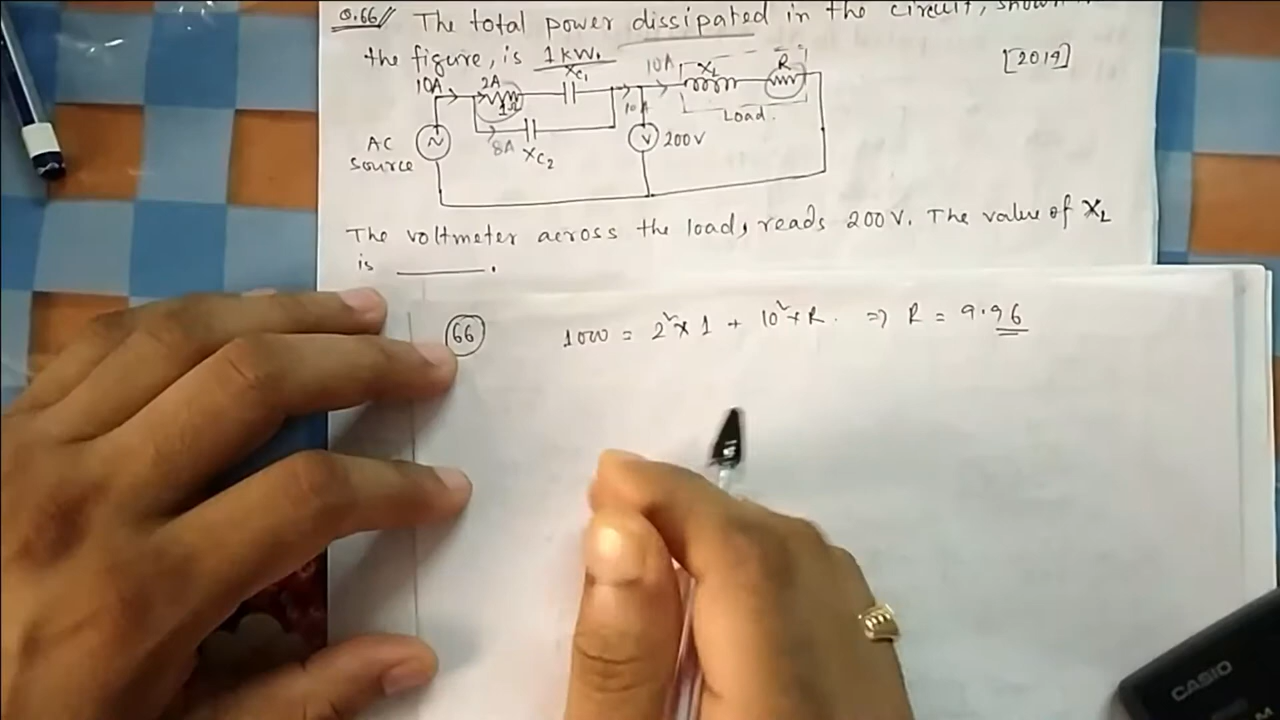 Q.66 The total power dissipated in the circuit, shown
the figure, is 1 kW.
[2019]
10A 2A XC1 10A XL R
1Ω 10A
Load.
AC source
8A XC2
V 200V
The voltmeter across the load, reads 200 V. The value of XL
is ______.
66 1000 = 2² x 1 + 10² x R. => R = 9.96
CASIO